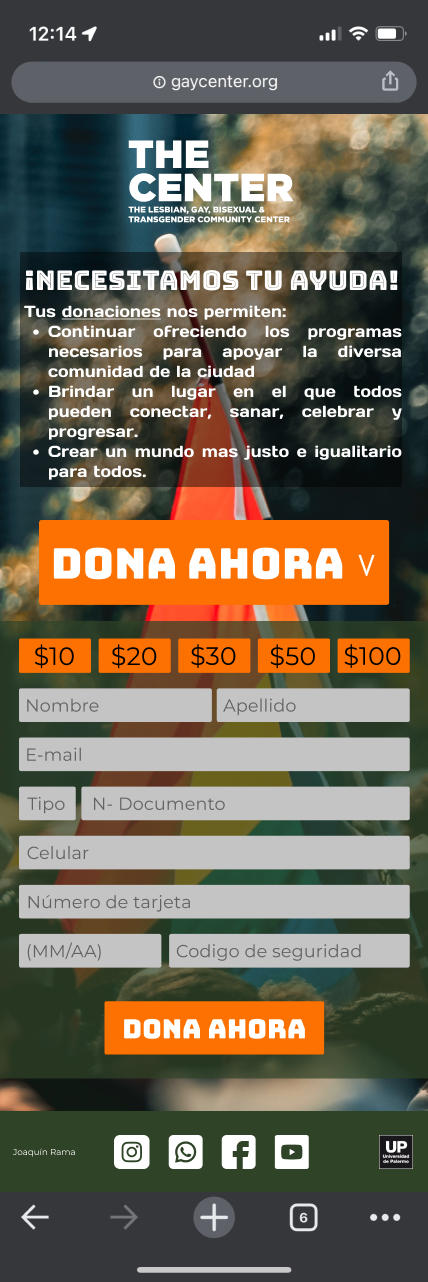 12:14
gaycenter.org
THE
CENTER
THE LESBIAN, GAY, BISEXUAL &
TRANSGENDER COMMUNITY CENTER
¡NECESITAMOS TU AYUDA!
Tus donaciones nos permiten:
• Continuar ofreciendo los programas
necesarios para apoyar la diversa
comunidad de la ciudad
• Brindar un lugar en el que todos
pueden conectar, sanar, celebrar y
progresar.
• Crear un mundo mas justo e igualitario
para todos.
DONA AHORA V
$10 $20 $30 $50 $100
Nombre Apellido
E-mail
Tipo N- Documento
Celular
Número de tarjeta
(MM/AA) Codigo de seguridad
DONA AHORA
Joaquín Rama
UP
Universidad
de Palermo
6